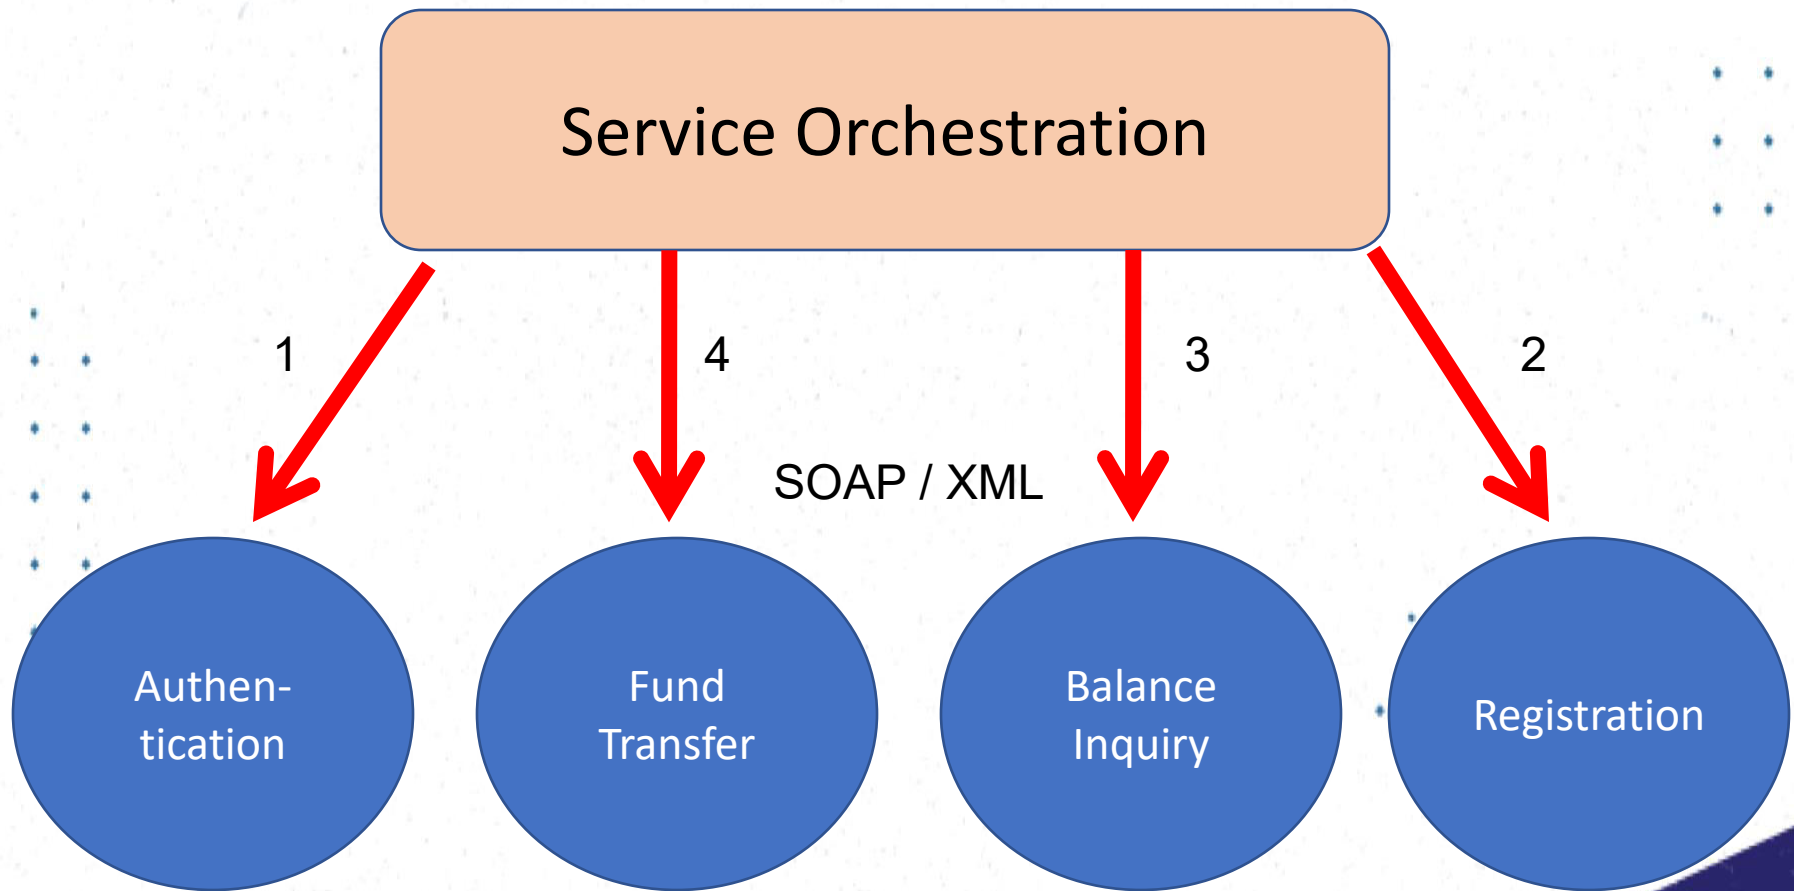 Service Orchestration
1
4
3
2
SOAP / XML
Authen-
tication
Fund
Transfer
Balance
Inquiry
Registration